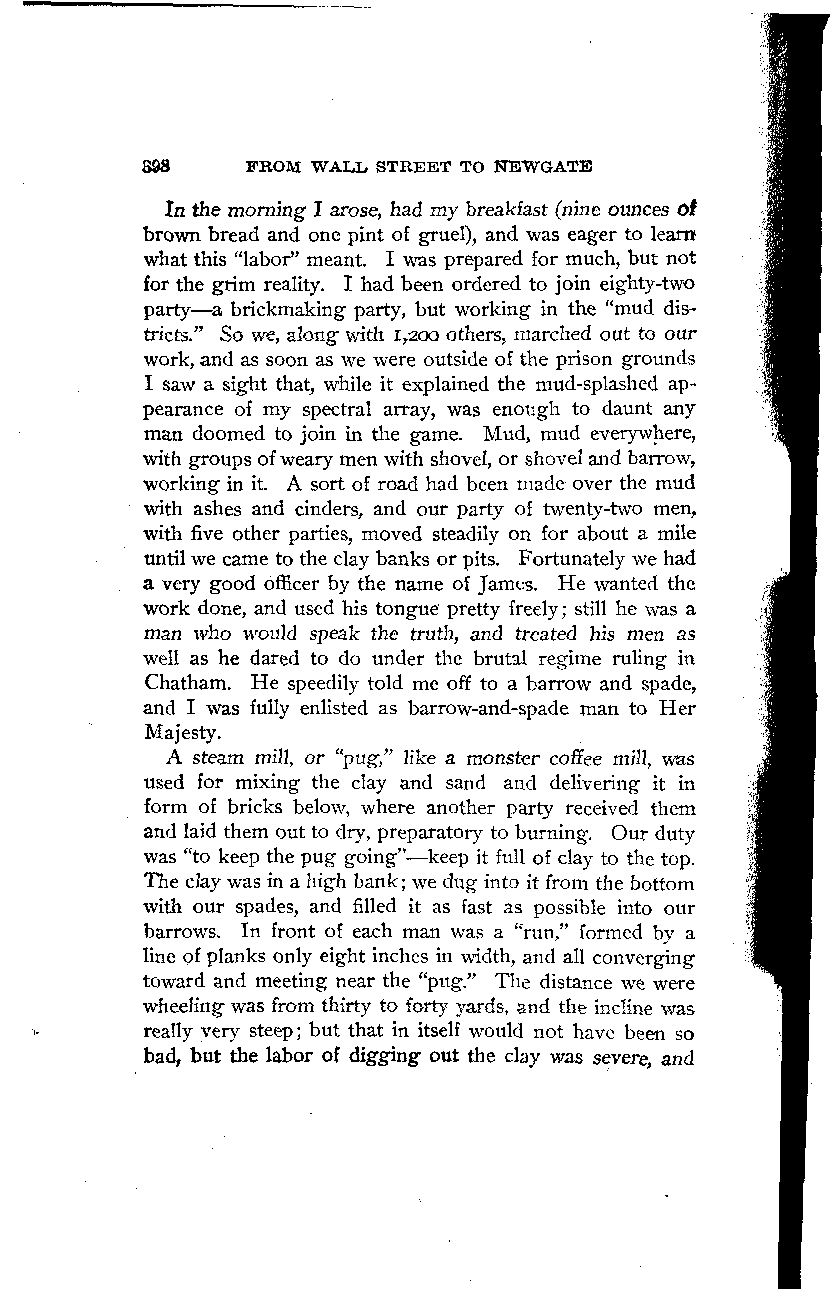 398 FROM WALL STREET TO NEWGATE
In the morning I arose, had my breakfast (nine ounces of
brown bread and one pint of gruel), and was eager to learn
what this "labor" meant. I was prepared for much, but not
for the grim reality. I had been ordered to join eighty-two
party—a brickmaking party, but working in the "mud dis-
tricts." So we, along with 1,200 others, marched out to our
work, and as soon as we were outside of the prison grounds
I saw a sight that, while it explained the mud-splashed ap-
pearance of my spectral array, was enough to daunt any
man doomed to join in the game. Mud, mud everywhere,
with groups of weary men with shovel, or shovel and barrow,
working in it. A sort of road had been made over the mud
with ashes and cinders, and our party of twenty-two men,
with five other parties, moved steadily on for about a mile
until we came to the clay banks or pits. Fortunately we had
a very good officer by the name of James. He wanted the
work done, and used his tongue pretty freely; still he was a
man who would speak the truth, and treated his men as
well as he dared to do under the brutal regime ruling in
Chatham. He speedily told me off to a barrow and spade,
and I was fully enlisted as barrow-and-spade man to Her
Majesty.
A steam mill, or "pug," like a monster coffee mill, was
used for mixing the clay and sand and delivering it in
form of bricks below, where another party received them
and laid them out to dry, preparatory to burning. Our duty
was "to keep the pug going"—keep it full of clay to the top.
The clay was in a high bank; we dug into it from the bottom
with our spades, and filled it as fast as possible into our
barrows. In front of each man was a "run," formed by a
line of planks only eight inches in width, and all converging
toward and meeting near the "pug." The distance we were
wheeling was from thirty to forty yards, and the incline was
really very steep; but that in itself would not have been so
bad, but the labor of digging out the clay was severe, and